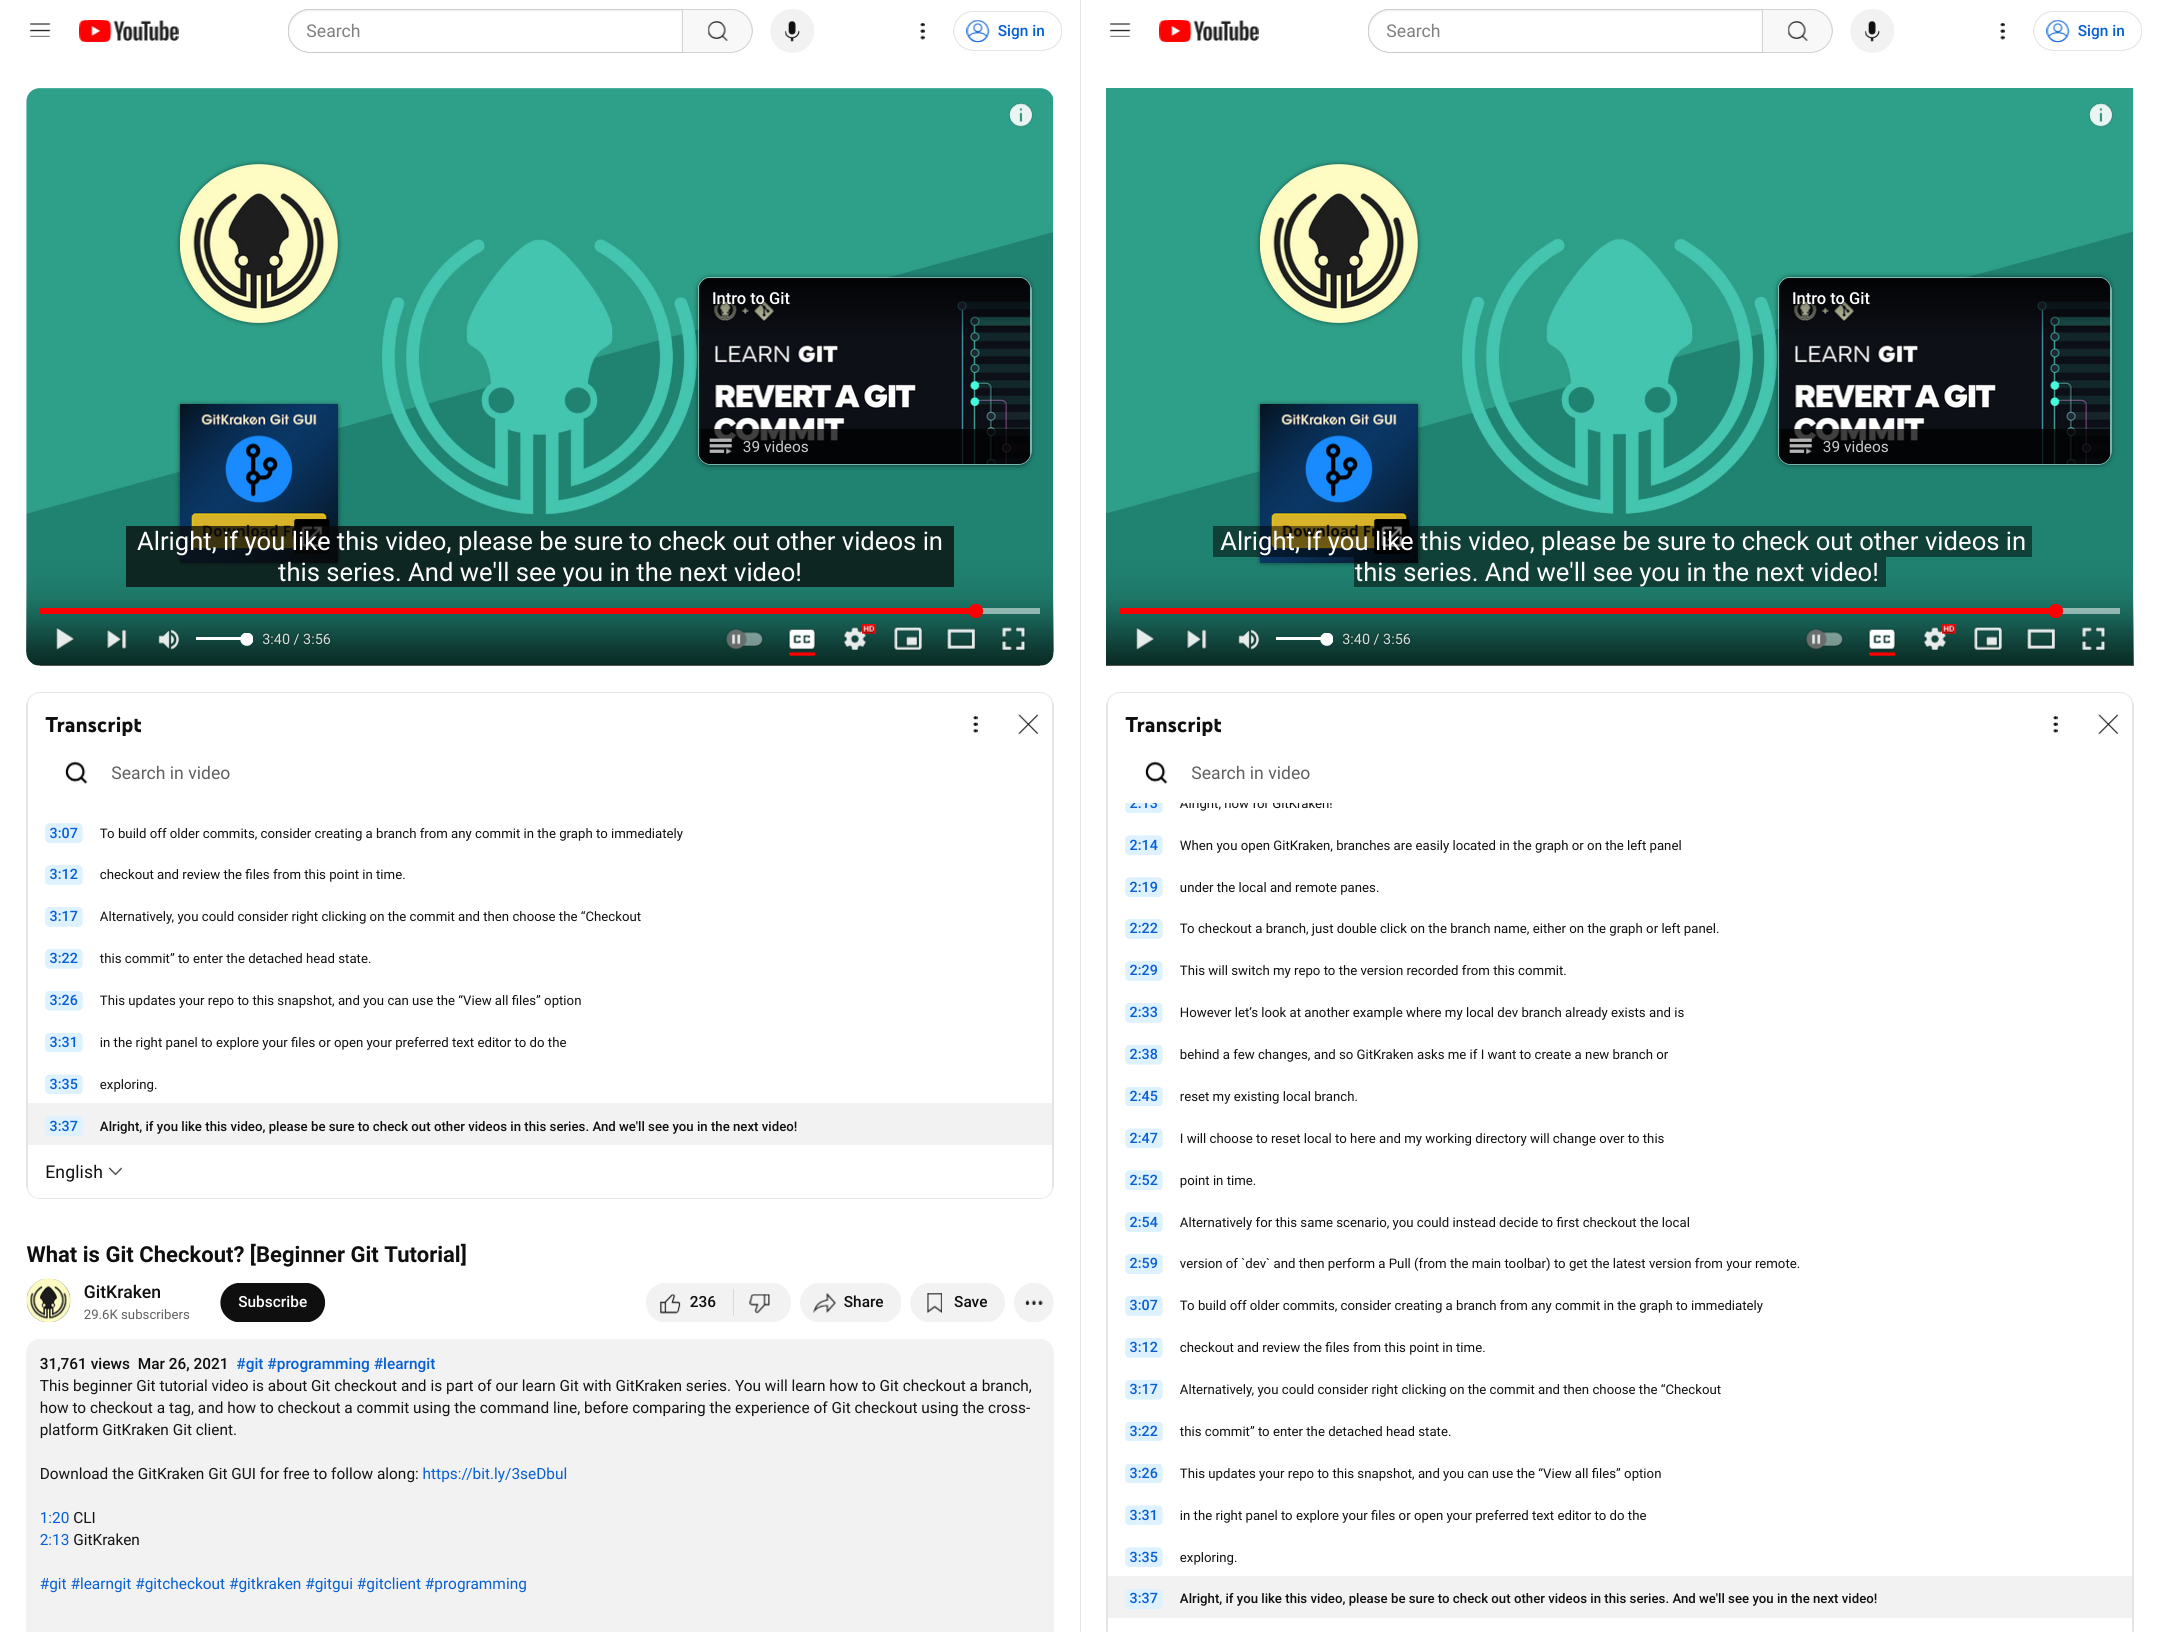 YouTube
Search
Sign in
Intro to Git
LEARN GIT
REVERT A GIT
COMMIT
39 videos
GitKraken Git GUI
Download
Alright, if you like this video, please be sure to check out other videos in
this series. And we'll see you in the next video!
3:40 / 3:56
CC
HD
Transcript
Search in video
3:07 To build off older commits, consider creating a branch from any commit in the graph to immediately
3:12 checkout and review the files from this point in time.
3:17 Alternatively, you could consider right clicking on the commit and then choose the “Checkout
3:22 this commit” to enter the detached head state.
3:26 This updates your repo to this snapshot, and you can use the “View all files” option
3:31 in the right panel to explore your files or open your preferred text editor to do the
3:35 exploring.
3:37 Alright, if you like this video, please be sure to check out other videos in this series. And we'll see you in the next video!
English
What is Git Checkout? [Beginner Git Tutorial]
GitKraken
29.6K subscribers
Subscribe
236
Share
Save
31,761 views Mar 26, 2021 #git #programming #learngit
This beginner Git tutorial video is about Git checkout and is part of our learn Git with GitKraken series. You will learn how to Git checkout a branch,
how to checkout a tag, and how to checkout a commit using the command line, before comparing the experience of Git checkout using the cross-
platform GitKraken Git client.
Download the GitKraken Git GUI for free to follow along: https://bit.ly/3seDbul
1:20 CLI
2:13 GitKraken
#git #learngit #gitcheckout #gitkraken #gitgui #gitclient #programming
YouTube
Search
Sign in
Intro to Git
LEARN GIT
REVERT A GIT
COMMIT
39 videos
GitKraken Git GUI
Download
Alright, if you like this video, please be sure to check out other videos in
this series. And we'll see you in the next video!
3:40 / 3:56
CC
HD
Transcript
Search in video
2:13 Alright, now for GitKraken!
2:14 When you open GitKraken, branches are easily located in the graph or on the left panel
2:19 under the local and remote panes.
2:22 To checkout a branch, just double click on the branch name, either on the graph or left panel.
2:29 This will switch my repo to the version recorded from this commit.
2:33 However let’s look at another example where my local dev branch already exists and is
2:38 behind a few changes, and so GitKraken asks me if I want to create a new branch or
2:45 reset my existing local branch.
2:47 I will choose to reset local to here and my working directory will change over to this
2:52 point in time.
2:54 Alternatively for this same scenario, you could instead decide to first checkout the local
2:59 version of `dev` and then perform a Pull (from the main toolbar) to get the latest version from your remote.
3:07 To build off older commits, consider creating a branch from any commit in the graph to immediately
3:12 checkout and review the files from this point in time.
3:17 Alternatively, you could consider right clicking on the commit and then choose the “Checkout
3:22 this commit” to enter the detached head state.
3:26 This updates your repo to this snapshot, and you can use the “View all files” option
3:31 in the right panel to explore your files or open your preferred text editor to do the
3:35 exploring.
3:37 Alright, if you like this video, please be sure to check out other videos in this series. And we'll see you in the next video!